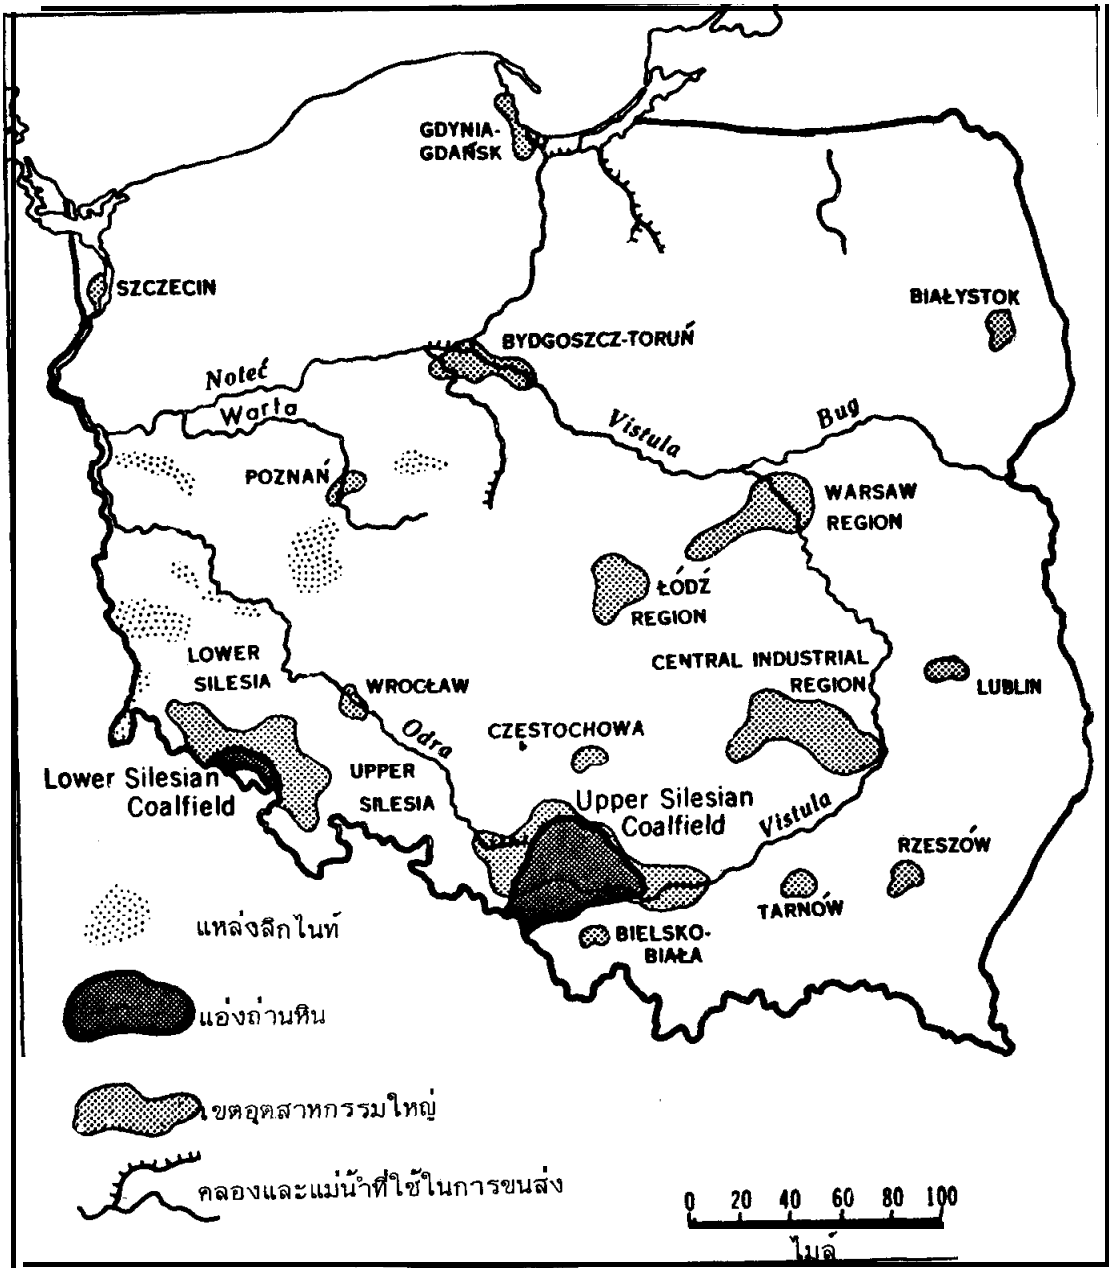 GDYNIA-
GDAŃSK
SZCZECIN
BIAŁYSTOK
BYDGOSZCZ-TORUŃ
Noteć
Warta
Vistula
Bug
POZNAŃ
WARSAW
REGION
ŁÓDŹ
REGION
LOWER
SILESIA
CENTRAL INDUSTRIAL
REGION
WROCŁAW
LUBLIN
CZESTOCHOWA
Odra
Lower Silesian
Coalfield
UPPER
SILESIA
Upper Silesian
Coalfield
Vistula
RZESZÓW
TARNÓW
BIELSKO-
BIAŁA
แหล่งลิกไนท์
แอ่งถ่านหิน
เขตอุตสาหกรรมใหญ่
คลองและแม่น้ำที่ใช้ในการขนส่ง
0 20 40 60 80 100
ไมล์